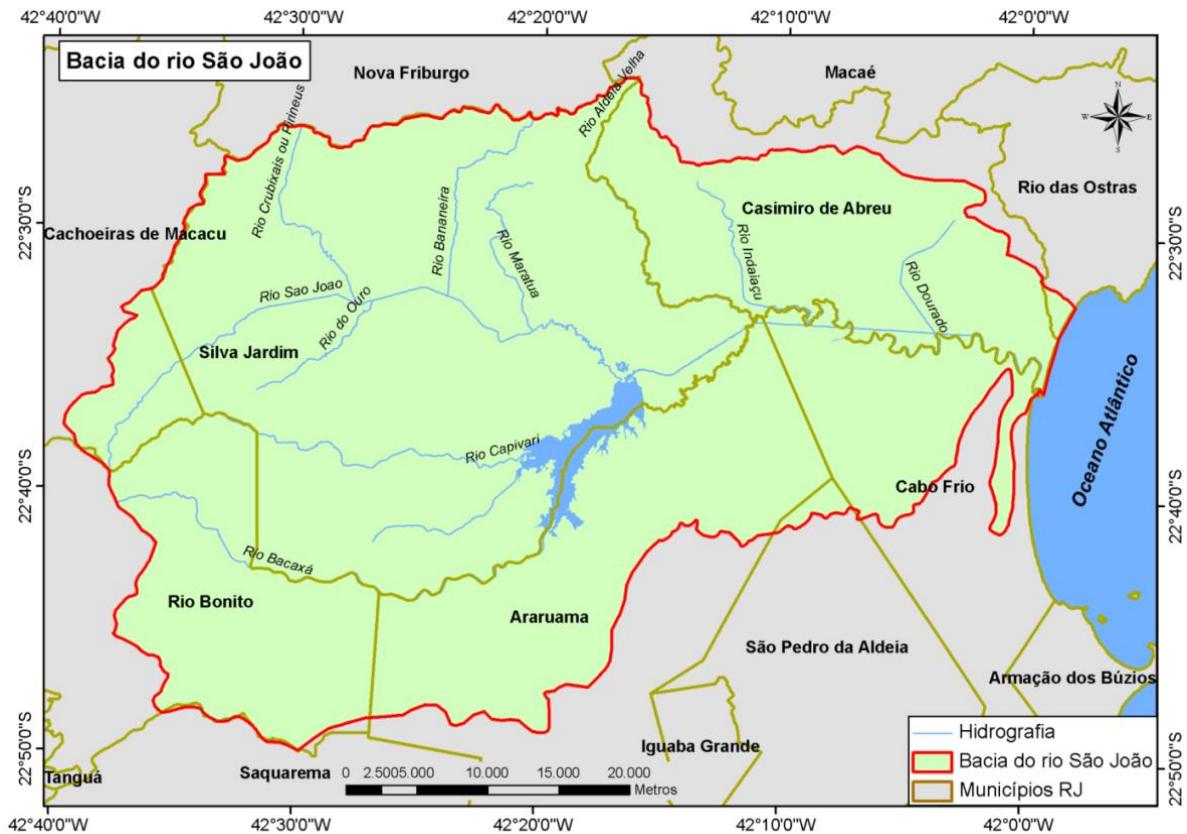 42°40'0"W 42°30'0"W 42°20'0"W 42°10'0"W 42°0'0"W
Bacia do rio São João
Nova Friburgo
Macaé
Rio Aldeia Velha
Rio Crubixais ou Pirineus
Rio das Ostras
Casimiro de Abreu
22°30'0"S
Cachoeiras de Macacu
Rio Bananeira
Rio Maratua
Rio Indaiaçu
22°30'0"S
Rio Dourado
Rio Sao Joao
Rio do Ouro
Silva Jardim
Oceano Atlântico
Rio Capivari
22°40'0"S
Cabo Frio
22°40'0"S
Rio Bacaxá
Rio Bonito
Araruama
São Pedro da Aldeia
Armação dos Búzios
22°50'0"S
Hidrografia
Bacia do rio São João
Municípios RJ
22°50'0"S
Iguaba Grande
Tanguá
Saquarema
0 2.5005.000 10.000 15.000 20.000
Metros
N
W E
S
42°40'0"W 42°30'0"W 42°20'0"W 42°10'0"W 42°0'0"W